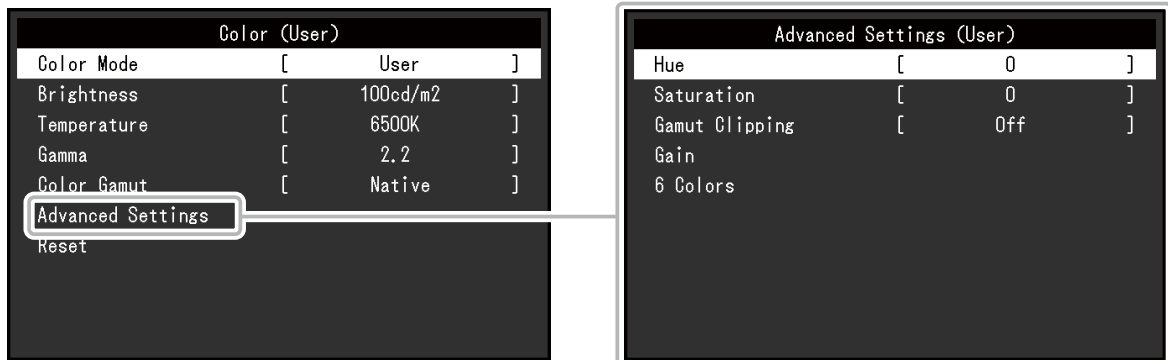 Color (User)
Color Mode [ User ]
Brightness [ 100cd/m2 ]
Temperature [ 6500K ]
Gamma [ 2.2 ]
Color Gamut [ Native ]
Advanced Settings
Reset
Advanced Settings (User)
Hue [ 0 ]
Saturation [ 0 ]
Gamut Clipping [ Off ]
Gain
6 Colors